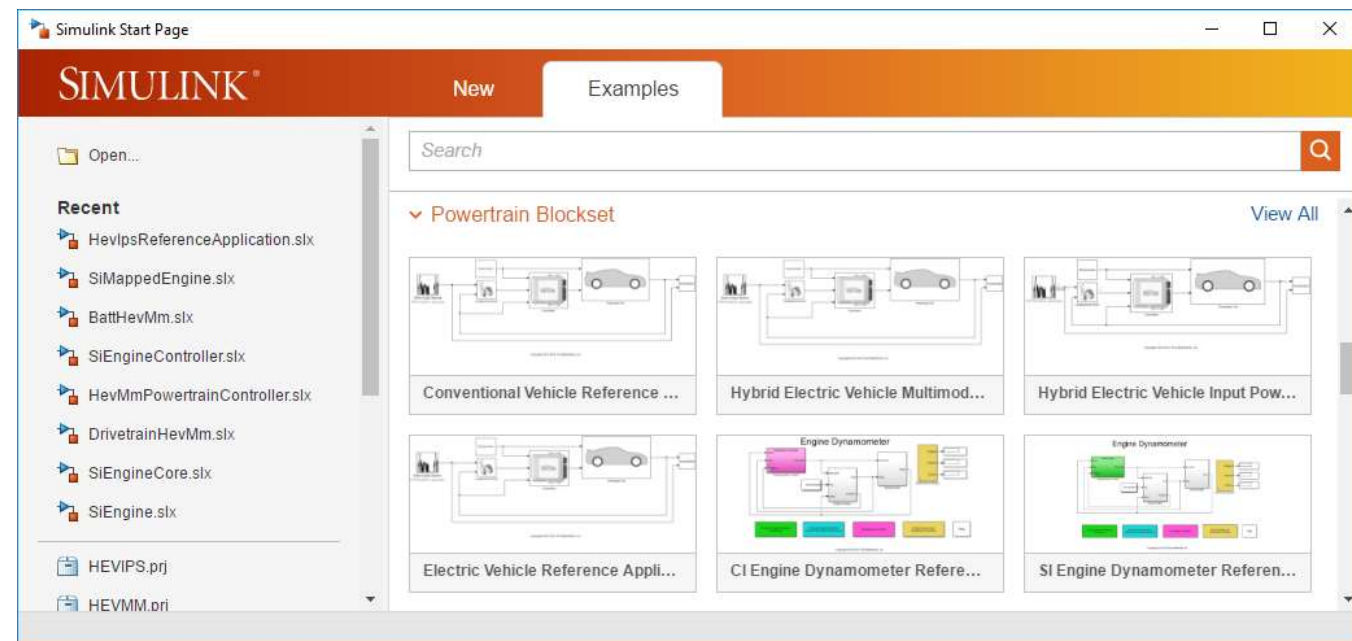 Simulink Start Page
SIMULINK®
New
Examples
Open...
Recent
HevIpsReferenceApplication.slx
SiMappedEngine.slx
BattHevMm.slx
SiEngineController.slx
HevMmPowertrainController.slx
DrivetrainHevMm.slx
SiEngineCore.slx
SiEngine.slx
HEVIPS.prj
HEVMM.prj
Search
Powertrain Blockset
View All
Conventional Vehicle Reference ...
Hybrid Electric Vehicle Multimod...
Hybrid Electric Vehicle Input Pow...
Engine Dynamometer
Engine Dynamometer
Electric Vehicle Reference Appli...
CI Engine Dynamometer Refere...
SI Engine Dynamometer Referen...